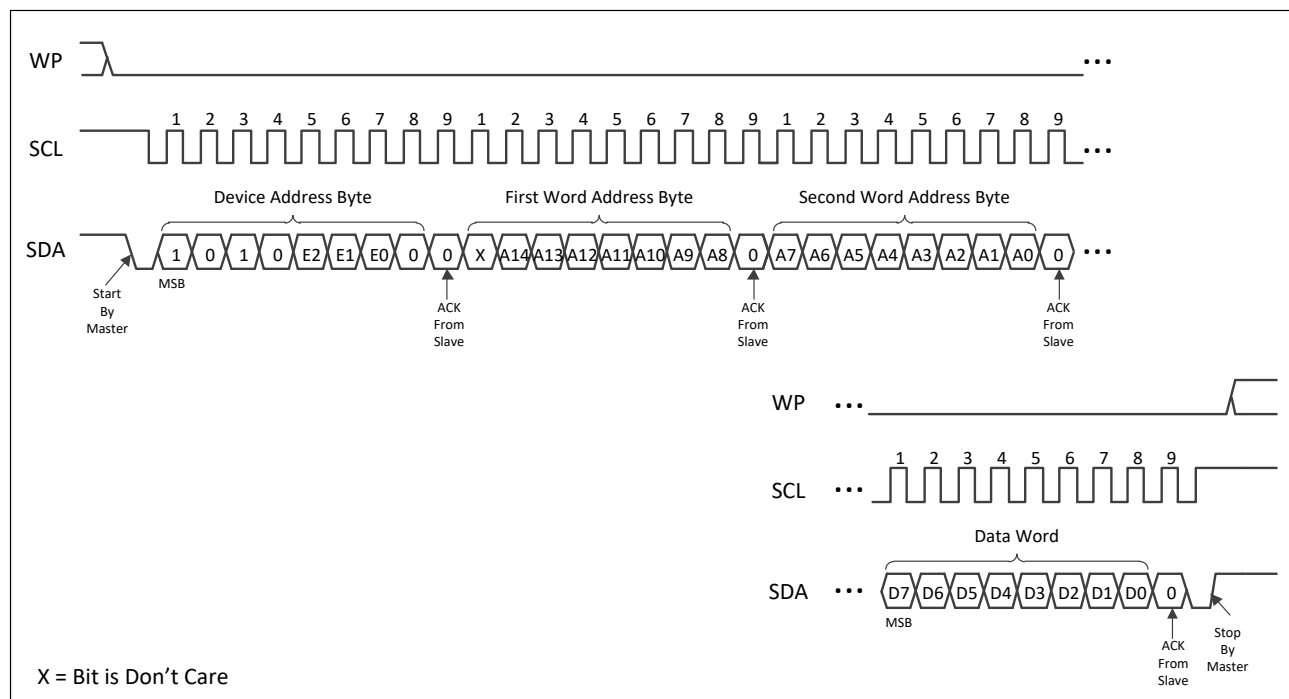 WP ...
1 2 3 4 5 6 7 8 9 1 2 3 4 5 6 7 8 9 1 2 3 4 5 6 7 8 9
SCL ...
Device Address Byte First Word Address Byte Second Word Address Byte
SDA 1 0 1 0 E2 E1 E0 0 0 X A14 A13 A12 A11 A10 A9 A8 0 A7 A6 A5 A4 A3 A2 A1 A0 0 ...
MSB
Start
By
Master
ACK
From
Slave
ACK
From
Slave
ACK
From
Slave
WP ...
1 2 3 4 5 6 7 8 9
SCL ...
Data Word
SDA ... D7 D6 D5 D4 D3 D2 D1 D0 0
MSB
ACK
From
Slave
Stop
By
Master
X = Bit is Don't Care